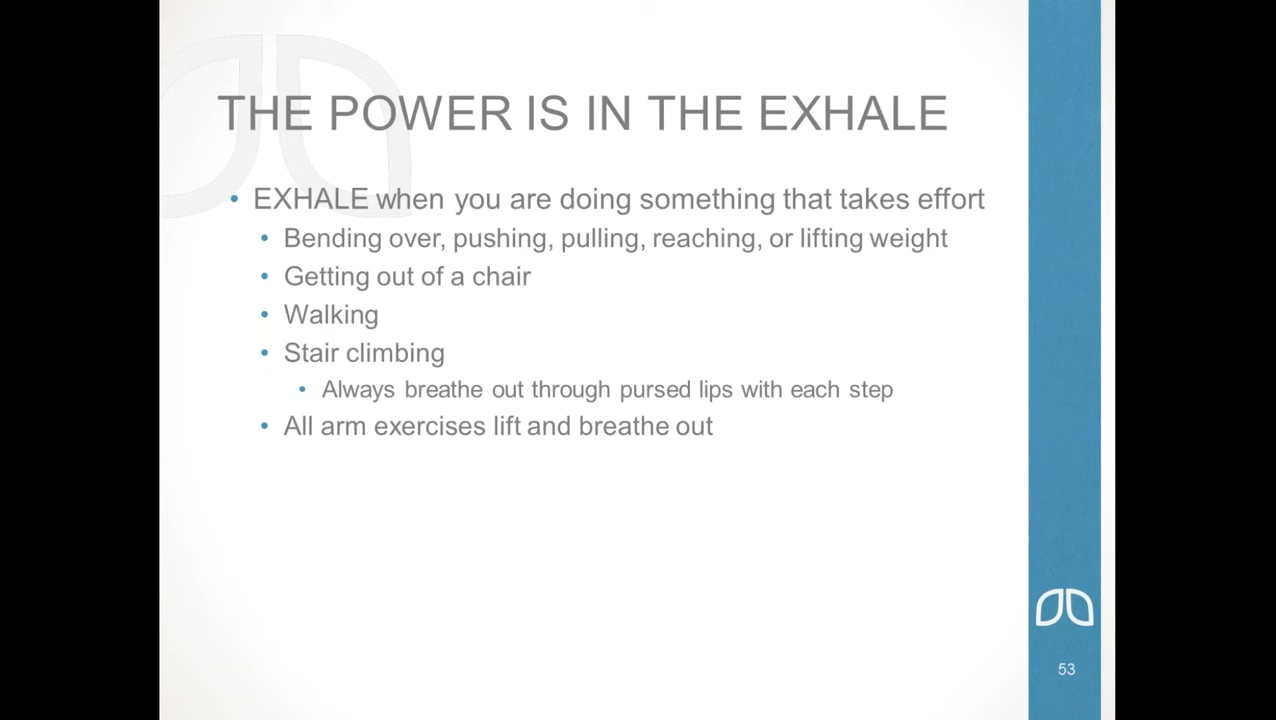 THE POWER IS IN THE EXHALE
• EXHALE when you are doing something that takes effort
• Bending over, pushing, pulling, reaching, or lifting weight
• Getting out of a chair
• Walking
• Stair climbing
• Always breathe out through pursed lips with each step
• All arm exercises lift and breathe out
53